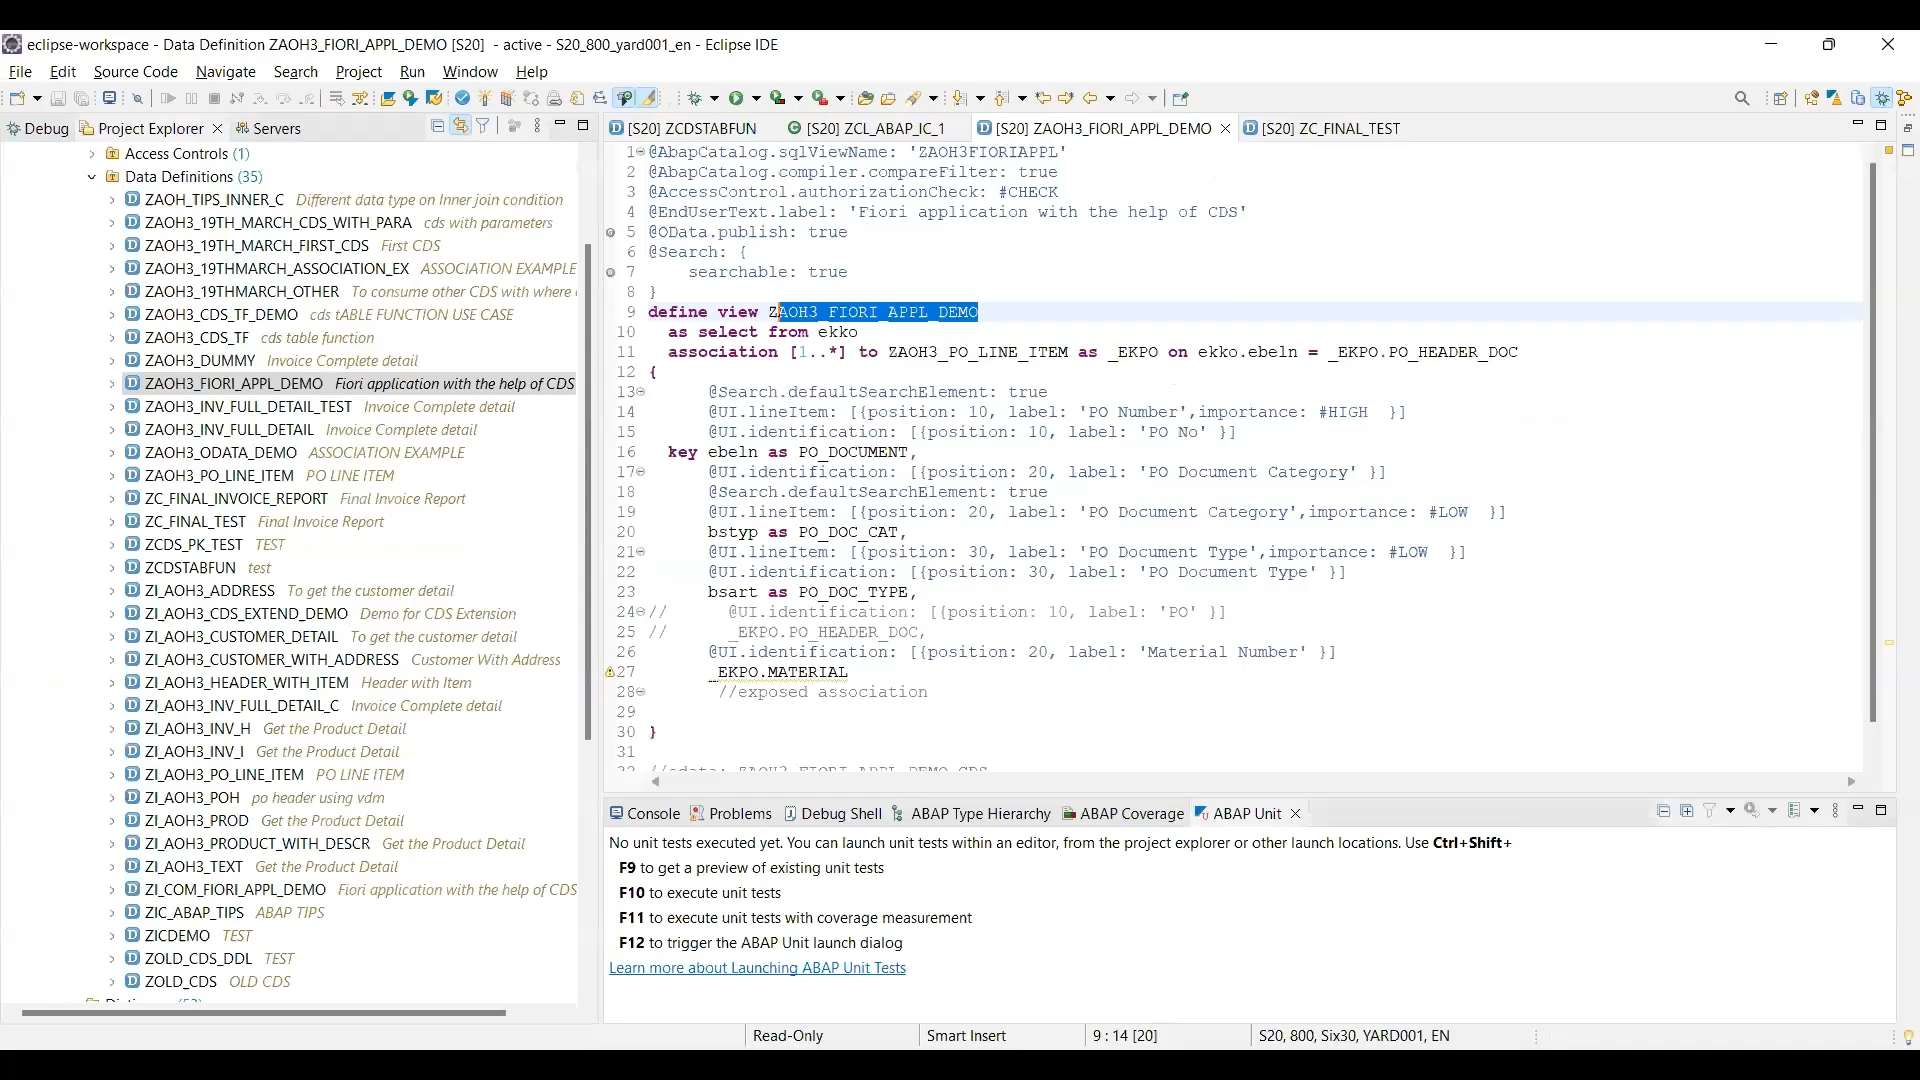 eclipse-workspace - Data Definition ZAOH3_FIORI_APPL_DEMO [S20] - active - S20_800_yard001_en - Eclipse IDE
File Edit Source Code Navigate Search Project Run Window Help
Debug Project Explorer Servers
Access Controls (1)
Data Definitions (35)
ZAOH_TIPS_INNER_C Different data type on Inner join condition
ZAOH3_19TH_MARCH_CDS_WITH_PARA cds with parameters
ZAOH3_19TH_MARCH_FIRST_CDS First CDS
ZAOH3_19THMARCH_ASSOCIATION_EX ASSOCIATION EXAMPLE
ZAOH3_19THMARCH_OTHER To consume other CDS with where
ZAOH3_CDS_TF_DEMO cds tABLE FUNCTION USE CASE
ZAOH3_CDS_TF cds table function
ZAOH3_DUMMY Invoice Complete detail
ZAOH3_FIORI_APPL_DEMO Fiori application with the help of CDS
ZAOH3_INV_FULL_DETAIL_TEST Invoice Complete detail
ZAOH3_INV_FULL_DETAIL Invoice Complete detail
ZAOH3_ODATA_DEMO ASSOCIATION EXAMPLE
ZAOH3_PO_LINE_ITEM PO LINE ITEM
ZC_FINAL_INVOICE_REPORT Final Invoice Report
ZC_FINAL_TEST Final Invoice Report
ZCDS_PK_TEST TEST
ZCDSTABFUN test
ZI_AOH3_ADDRESS To get the customer detail
ZI_AOH3_CDS_EXTEND_DEMO Demo for CDS Extension
ZI_AOH3_CUSTOMER_DETAIL To get the customer detail
ZI_AOH3_CUSTOMER_WITH_ADDRESS Customer With Address
ZI_AOH3_HEADER_WITH_ITEM Header with Item
ZI_AOH3_INV_FULL_DETAIL_C Invoice Complete detail
ZI_AOH3_INV_H Get the Product Detail
ZI_AOH3_INV_I Get the Product Detail
ZI_AOH3_PO_LINE_ITEM PO LINE ITEM
ZI_AOH3_POH po header using vdm
ZI_AOH3_PROD Get the Product Detail
ZI_AOH3_PRODUCT_WITH_DESCR Get the Product Detail
ZI_AOH3_TEXT Get the Product Detail
ZI_COM_FIORI_APPL_DEMO Fiori application with the help of CDS
ZIC_ABAP_TIPS ABAP TIPS
ZICDEMO TEST
ZOLD_CDS_DDL TEST
ZOLD_CDS OLD CDS
[S20] ZCDSTABFUN [S20] ZCL_ABAP_IC_1 [S20] ZAOH3_FIORI_APPL_DEMO [S20] ZC_FINAL_TEST
1 @AbapCatalog.sqlViewName: 'ZAOH3FIORIAPPL'
2 @AbapCatalog.compiler.compareFilter: true
3 @AccessControl.authorizationCheck: #CHECK
4 @EndUserText.label: 'Fiori application with the help of CDS'
5 @OData.publish: true
6 @Search: {
7 searchable: true
8 }
9 define view ZAOH3_FIORI_APPL_DEMO
10 as select from ekko
11 association [1..*] to ZAOH3_PO_LINE_ITEM as _EKPO on ekko.ebeln = _EKPO.PO_HEADER_DOC
12 {
13 @Search.defaultSearchElement: true
14 @UI.lineItem: [{position: 10, label: 'PO Number',importance: #HIGH }]
15 @UI.identification: [{position: 10, label: 'PO No' }]
16 key ebeln as PO_DOCUMENT,
17 @UI.identification: [{position: 20, label: 'PO Document Category' }]
18 @Search.defaultSearchElement: true
19 @UI.lineItem: [{position: 20, label: 'PO Document Category',importance: #LOW }]
20 bstyp as PO_DOC_CAT,
21 @UI.lineItem: [{position: 30, label: 'PO Document Type',importance: #LOW }]
22 @UI.identification: [{position: 30, label: 'PO Document Type' }]
23 bsart as PO_DOC_TYPE,
24 // @UI.identification: [{position: 10, label: 'PO' }]
25 // _EKPO.PO_HEADER_DOC,
26 @UI.identification: [{position: 20, label: 'Material Number' }]
27 _EKPO.MATERIAL
28 //exposed association
29
30 }
31
Console Problems Debug Shell ABAP Type Hierarchy ABAP Coverage ABAP Unit
No unit tests executed yet. You can launch unit tests within an editor, from the project explorer or other launch locations. Use Ctrl+Shift+
F9 to get a preview of existing unit tests
F10 to execute unit tests
F11 to execute unit tests with coverage measurement
F12 to trigger the ABAP Unit launch dialog
Learn more about Launching ABAP Unit Tests
Read-Only Smart Insert 9 : 14 [20] S20, 800, Six30, YARD001, EN